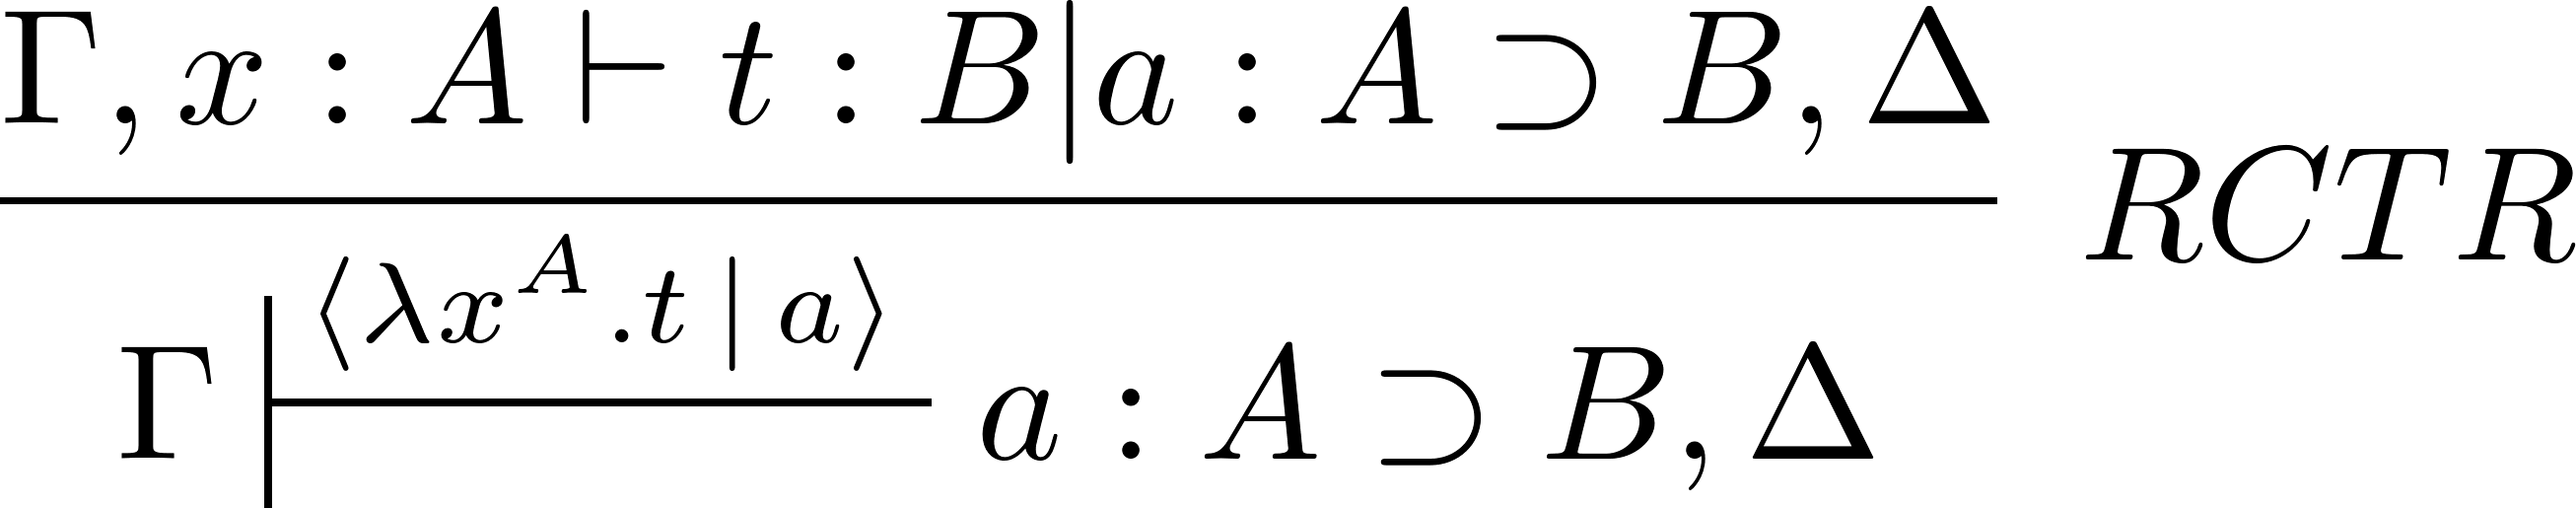 Γ, x : A ⊢ t : B|a : A ⊃ B, Δ
RCTR
⟨λx^A.t | a⟩
Γ ⊢ a : A ⊃ B, Δ